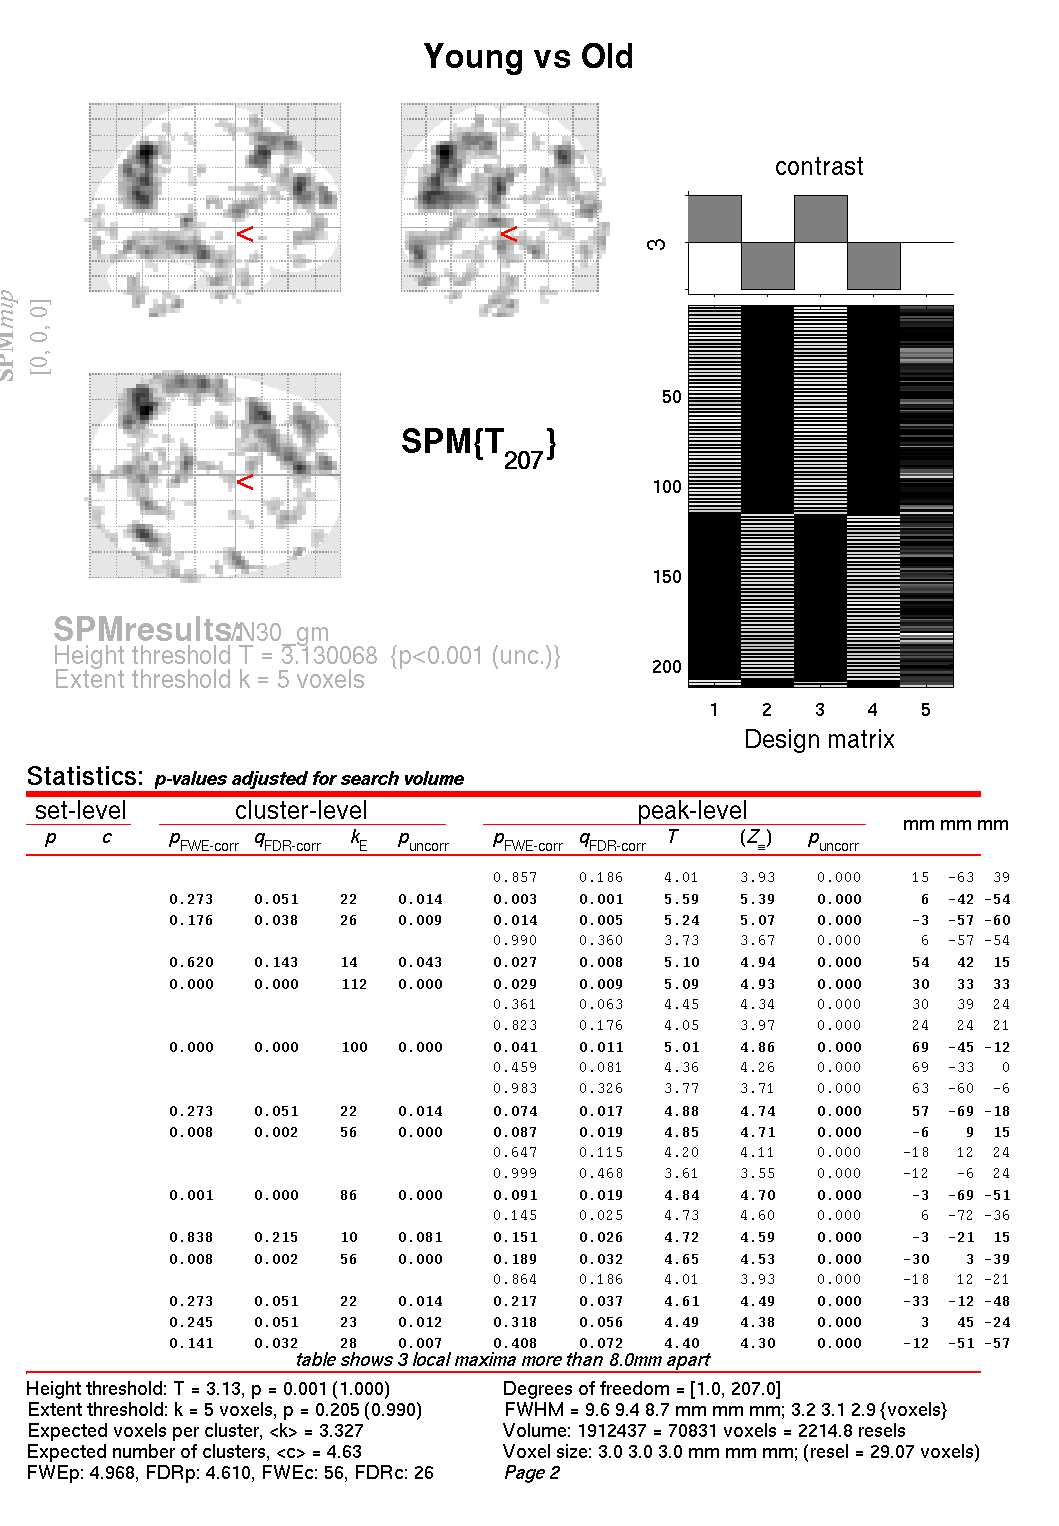 Young vs Old
contrast
3
<
<
<
SPMmip
[0, 0, 0]
SPM{T207}
50
100
150
200
1 2 3 4 5
Design matrix
SPMresults: ./N30_gm
Height threshold T = 3.130068 {p<0.001 (unc.)}
Extent threshold k = 5 voxels
Statistics: p-values adjusted for search volume
set-level cluster-level peak-level mm mm mm
p c pFWE-corr qFDR-corr kE puncorr pFWE-corr qFDR-corr T (Z≡) puncorr
0.857 0.186 4.01 3.93 0.000 15 -63 39
0.273 0.051 22 0.014 0.003 0.001 5.59 5.39 0.000 6 -42 -54
0.176 0.038 26 0.009 0.014 0.005 5.24 5.07 0.000 -3 -57 -60
0.990 0.360 3.73 3.67 0.000 6 -57 -54
0.620 0.143 14 0.043 0.027 0.008 5.10 4.94 0.000 54 42 15
0.000 0.000 112 0.000 0.029 0.009 5.09 4.93 0.000 30 33 33
0.361 0.063 4.45 4.34 0.000 30 39 24
0.823 0.176 4.05 3.97 0.000 24 24 21
0.000 0.000 100 0.000 0.041 0.011 5.01 4.86 0.000 69 -45 -12
0.459 0.081 4.36 4.26 0.000 69 -33 0
0.983 0.326 3.77 3.71 0.000 63 -60 -6
0.273 0.051 22 0.014 0.074 0.017 4.88 4.74 0.000 57 -69 -18
0.008 0.002 56 0.000 0.087 0.019 4.85 4.71 0.000 -6 9 15
0.647 0.115 4.20 4.11 0.000 -18 12 24
0.999 0.468 3.61 3.55 0.000 -12 -6 24
0.001 0.000 86 0.000 0.091 0.019 4.84 4.70 0.000 -3 -69 -51
0.145 0.025 4.73 4.60 0.000 6 -72 -36
0.838 0.215 10 0.081 0.151 0.026 4.72 4.59 0.000 -3 -21 15
0.008 0.002 56 0.000 0.189 0.032 4.65 4.53 0.000 -30 3 -39
0.864 0.186 4.01 3.93 0.000 -18 12 -21
0.273 0.051 22 0.014 0.217 0.037 4.61 4.49 0.000 -33 -12 -48
0.245 0.051 23 0.012 0.318 0.056 4.49 4.38 0.000 3 45 -24
0.141 0.032 28 0.007 0.408 0.072 4.40 4.30 0.000 -12 -51 -57
table shows 3 local maxima more than 8.0mm apart
Height threshold: T = 3.13, p = 0.001 (1.000)
Extent threshold: k = 5 voxels, p = 0.205 (0.990)
Expected voxels per cluster, <k> = 3.327
Expected number of clusters, <c> = 4.63
FWEp: 4.968, FDRp: 4.610, FWEc: 56, FDRc: 26
Degrees of freedom = [1.0, 207.0]
FWHM = 9.6 9.4 8.7 mm mm mm; 3.2 3.1 2.9 {voxels}
Volume: 1912437 = 70831 voxels = 2214.8 resels
Voxel size: 3.0 3.0 3.0 mm mm mm; (resel = 29.07 voxels)
Page 2